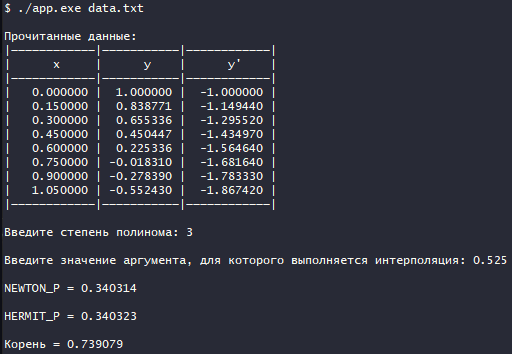 $ ./app.exe data.txt
Прочитанные данные:
|———————————|———————————|————————————|
| x | y | y' |
|———————————|———————————|————————————|
| 0.000000 | 1.000000 | -1.000000 |
| 0.150000 | 0.838771 | -1.149440 |
| 0.300000 | 0.655336 | -1.295520 |
| 0.450000 | 0.450447 | -1.434970 |
| 0.600000 | 0.225336 | -1.564640 |
| 0.750000 | -0.018310 | -1.681640 |
| 0.900000 | -0.278390 | -1.783330 |
| 1.050000 | -0.552430 | -1.867420 |
|———————————|———————————|————————————|
Введите степень полинома: 3
Введите значение аргумента, для которого выполняется интерполяция: 0.525
NEWTON_P = 0.340314
HERMIT_P = 0.340323
Корень = 0.739079